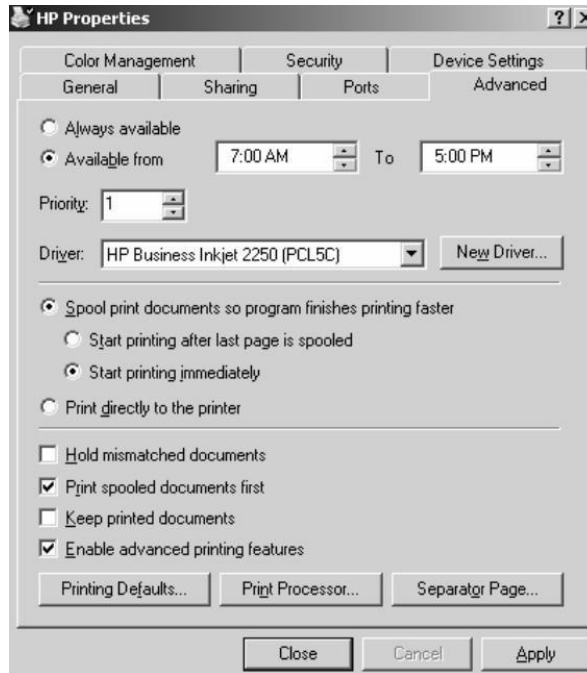 HP Properties
Color Management Security Device Settings
General Sharing Ports Advanced
Always available
Available from 7:00 AM To 5:00 PM
Priority: 1
Driver: HP Business Inkjet 2250 (PCL5C) New Driver...
Spool print documents so program finishes printing faster
Start printing after last page is spooled
Start printing immediately
Print directly to the printer
Hold mismatched documents
Print spooled documents first
Keep printed documents
Enable advanced printing features
Printing Defaults... Print Processor... Separator Page...
Close Cancel Apply